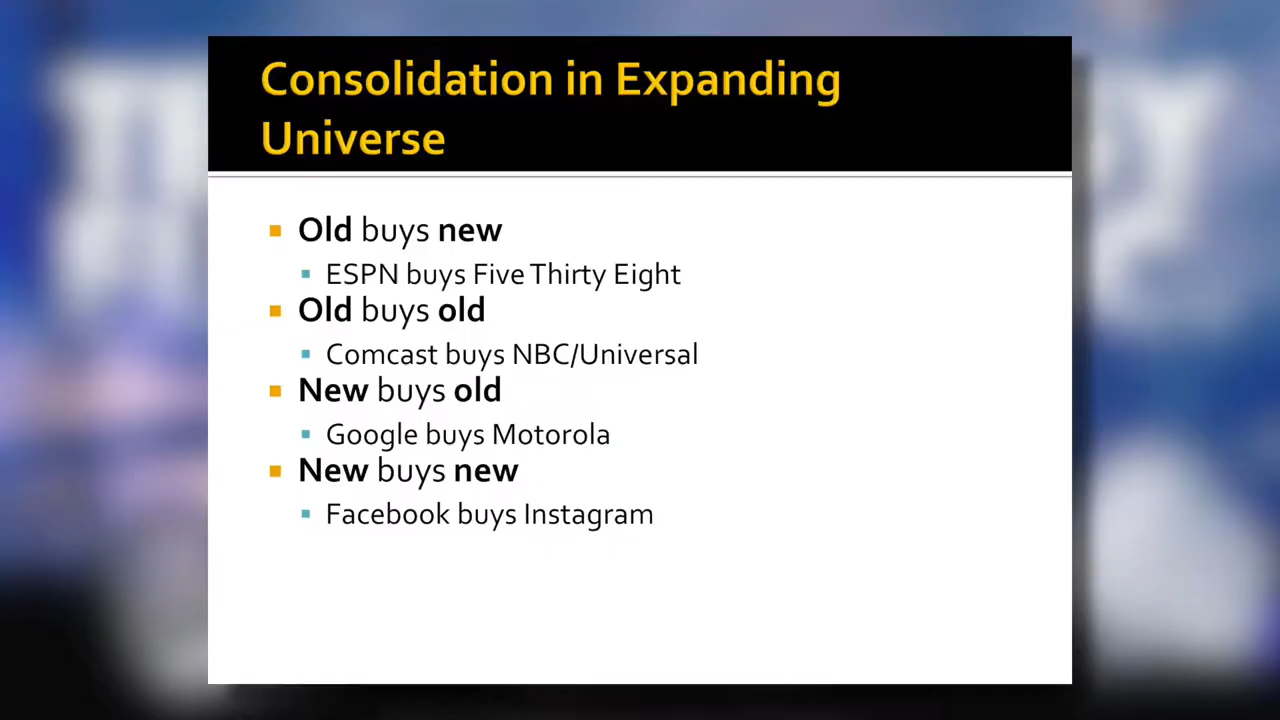 Consolidation in Expanding
Universe
Old buys new
ESPN buys Five Thirty Eight
Old buys old
Comcast buys NBC/Universal
New buys old
Google buys Motorola
New buys new
Facebook buys Instagram